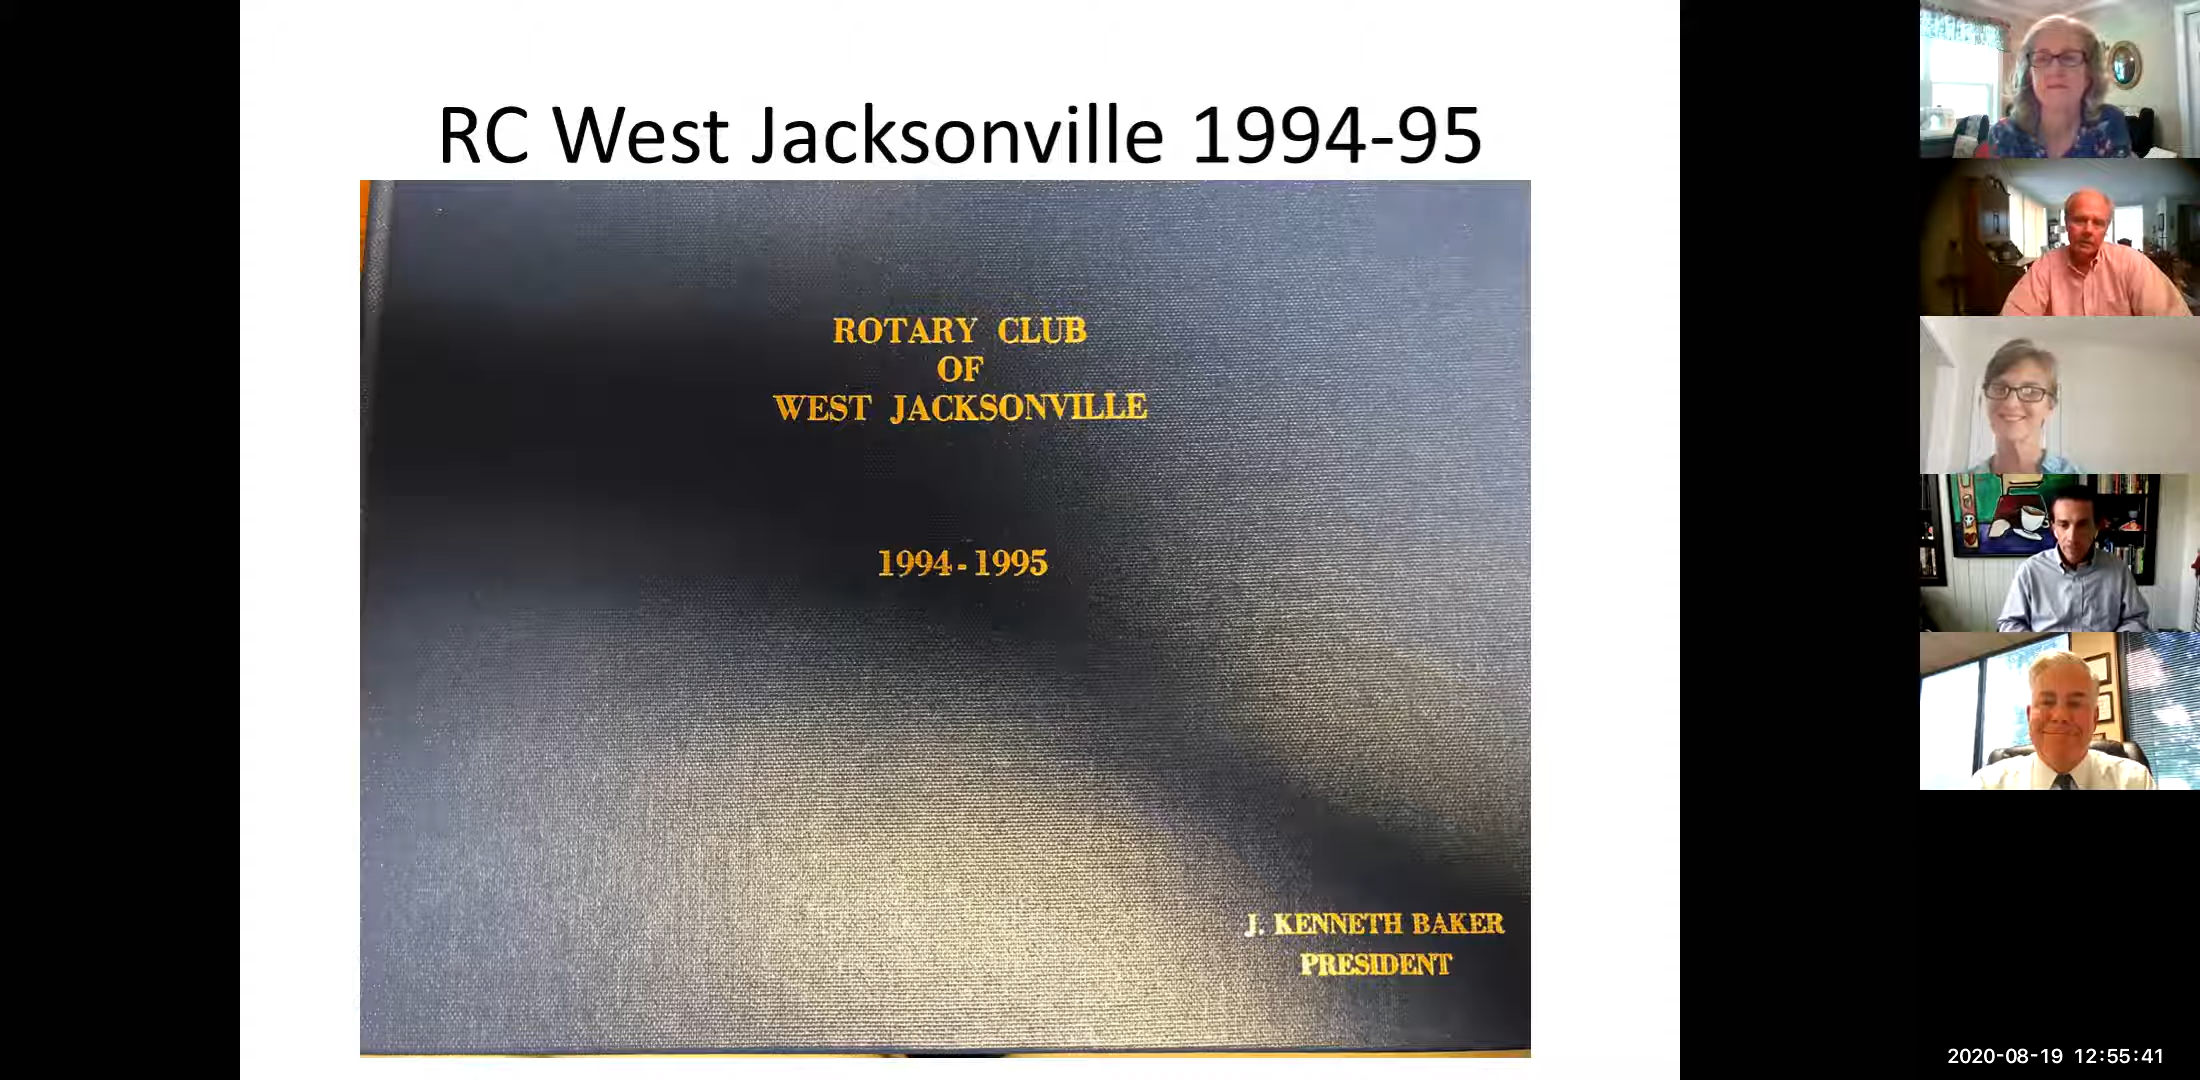 RC West Jacksonville 1994-95
ROTARY CLUB
OF
WEST JACKSONVILLE
1994-1995
J. KENNETH BAKER
PRESIDENT
2020-08-19 12:55:41